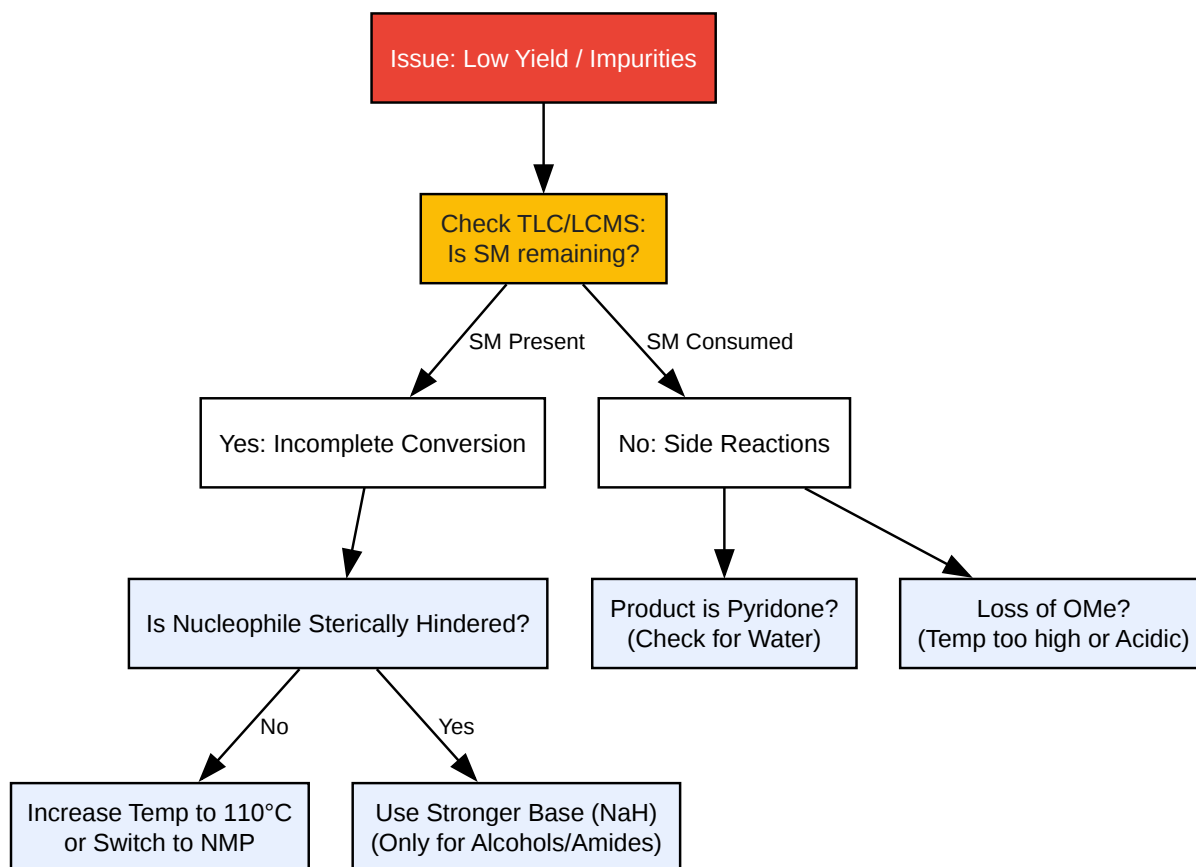 Issue: Low Yield / Impurities
Check TLC/LCMS:
Is SM remaining?
SM Present
SM Consumed
Yes: Incomplete Conversion
No: Side Reactions
Is Nucleophile Sterically Hindered?
Product is Pyridone?
(Check for Water)
Loss of OMe?
(Temp too high or Acidic)
No
Yes
Increase Temp to 110°C
or Switch to NMP
Use Stronger Base (NaH)
(Only for Alcohols/Amides)